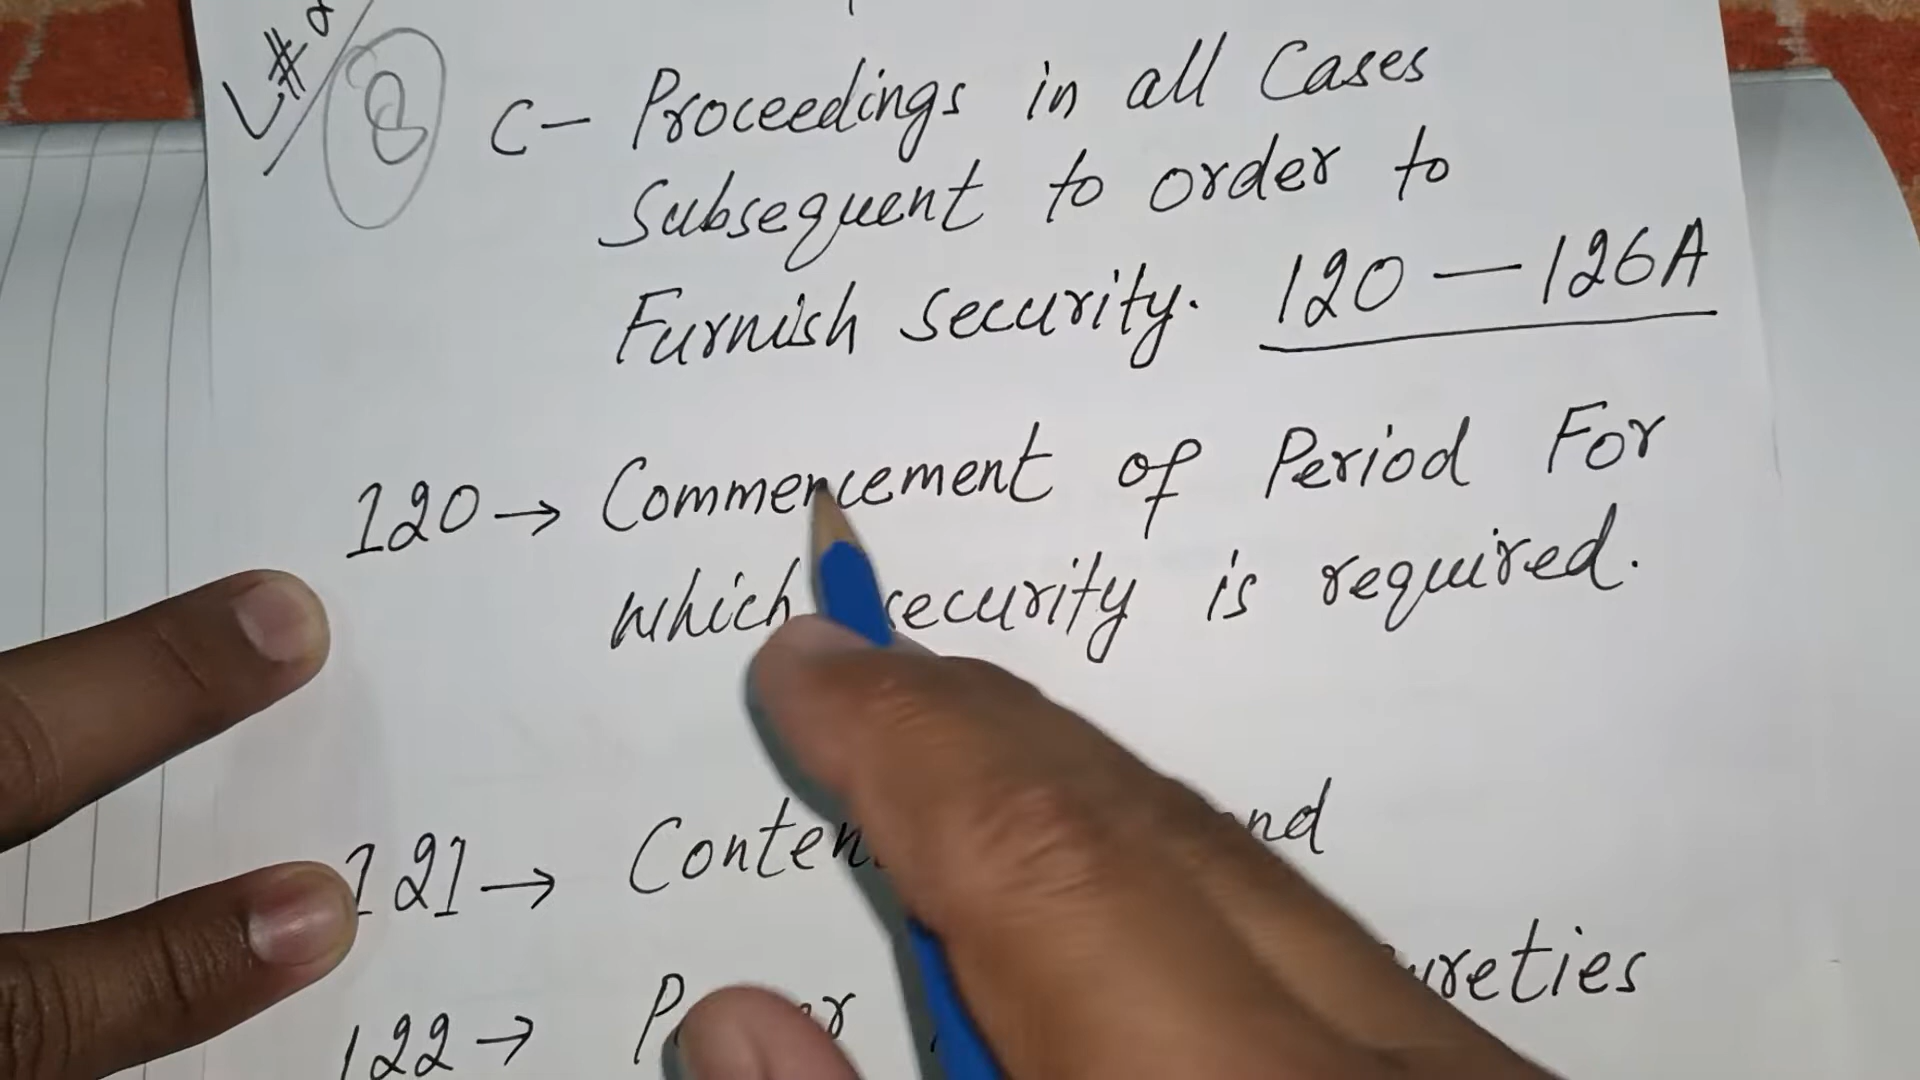 L#
8
C- Proceedings in all Cases
Subsequent to order to
Furnish security. 120 — 126A
120 → Commencement of Period For
which security is required.
121 →
122 →